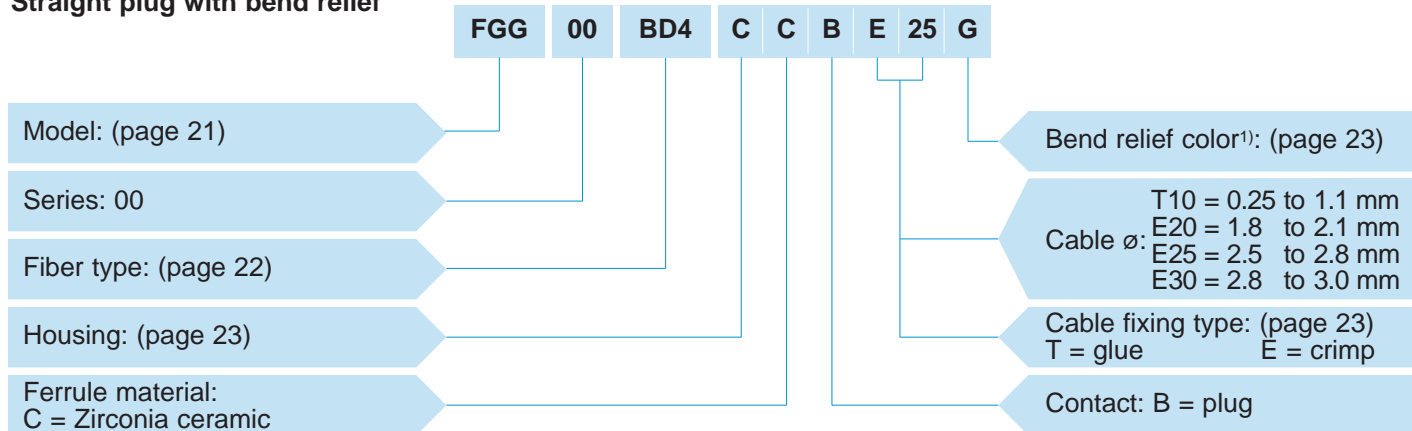 Straight plug with bend relief
FGG 00 BD4 C C B E 25 G
Model: (page 21)
Series: 00
Fiber type: (page 22)
Housing: (page 23)
Ferrule material:
C = Zirconia ceramic
Bend relief color¹⁾: (page 23)
Cable ø:
T10 = 0.25 to 1.1 mm
E20 = 1.8 to 2.1 mm
E25 = 2.5 to 2.8 mm
E30 = 2.8 to 3.0 mm
Cable fixing type: (page 23)
T = glue E = crimp
Contact: B = plug